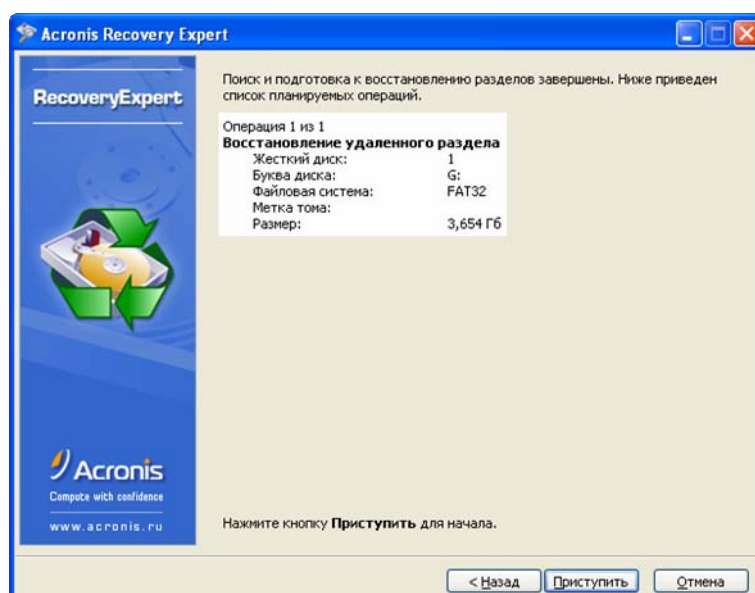 Acronis Recovery Expert
RecoveryExpert
Поиск и подготовка к восстановлению разделов завершены. Ниже приведен
список планируемых операций.
Операция 1 из 1
Восстановление удаленного раздела
Жесткий диск: 1
Буква диска: G:
Файловая система: FAT32
Метка тома:
Размер: 3,654 Гб
Acronis
Compute with confidence
www.acronis.ru
Нажмите кнопку Приступить для начала.
< Назад Приступить Отмена